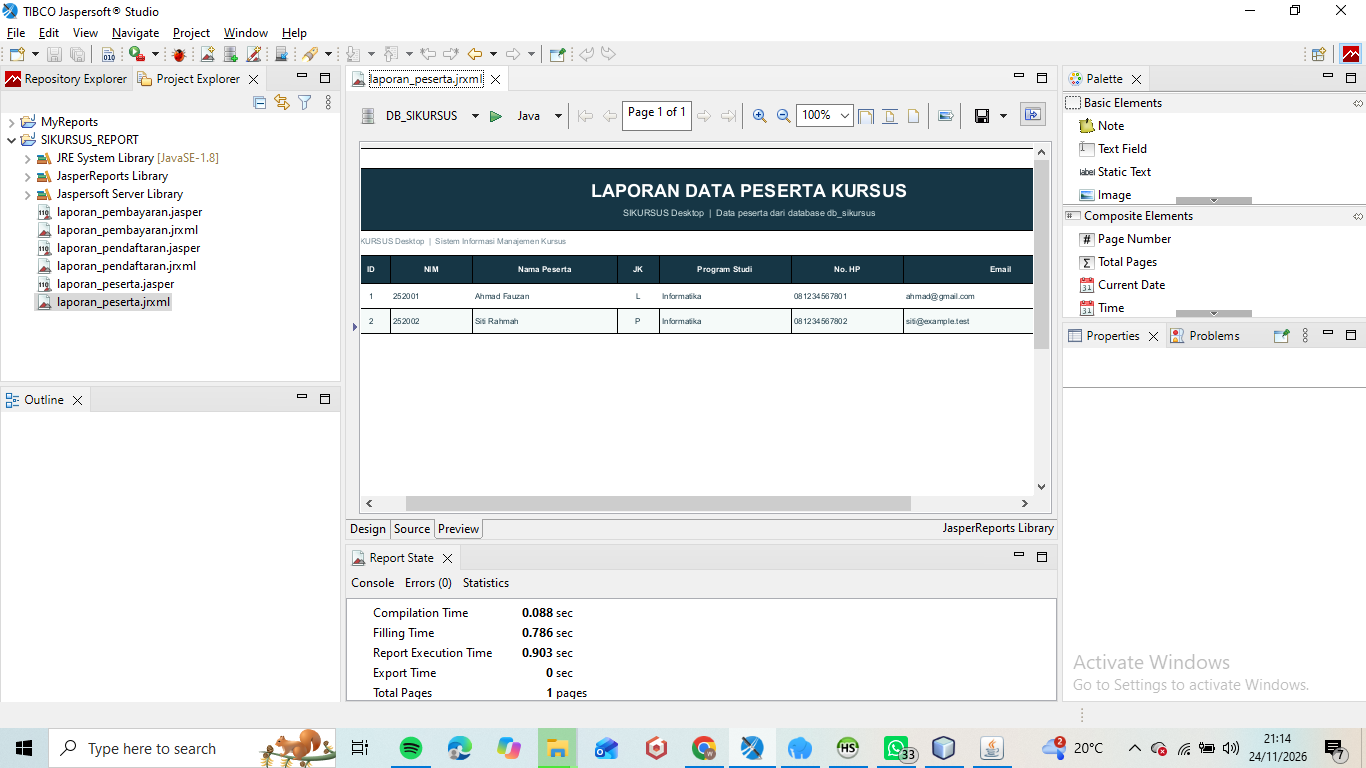 TIBCO Jaspersoft® Studio
File Edit View Navigate Project Window Help
Repository Explorer
Project Explorer
MyReports
SIKURSUS_REPORT
JRE System Library [JavaSE-1.8]
JasperReports Library
Jaspersoft Server Library
laporan_pembayaran.jasper
laporan_pembayaran.jrxml
laporan_pendaftaran.jasper
laporan_pendaftaran.jrxml
laporan_peserta.jasper
laporan_peserta.jrxml
Outline
laporan_peserta.jrxml
DB_SIKURSUS
Java
Page 1 of 1
100%
LAPORAN DATA PESERTA KURSUS
SIKURSUS Desktop | Data peserta dari database db_sikursus
KURSUS Desktop | Sistem Informasi Manajemen Kursus
ID NIM Nama Peserta JK Program Studi No. HP Email
1 252001 Ahmad Fauzan L Informatika 081234567801 ahmad@gmail.com
2 252002 Siti Rahmah P Informatika 081234567802 siti@example.test
Design Source Preview
JasperReports Library
Report State
Console Errors (0) Statistics
Compilation Time 0.088 sec
Filling Time 0.786 sec
Report Execution Time 0.903 sec
Export Time 0 sec
Total Pages 1 pages
Palette
Basic Elements
Note
Text Field
label Static Text
Image
Composite Elements
# Page Number
Σ Total Pages
31 Current Date
31 Time
Properties
Problems
Activate Windows
Go to Settings to activate Windows.
Type here to search
HS
33
2
20°C
21:14
24/11/2026
7